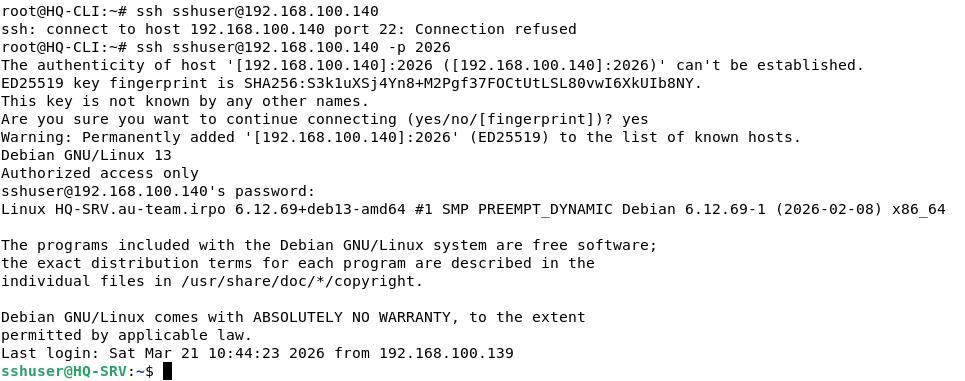 root@HQ-CLI:~# ssh sshuser@192.168.100.140
ssh: connect to host 192.168.100.140 port 22: Connection refused
root@HQ-CLI:~# ssh sshuser@192.168.100.140 -p 2026
The authenticity of host '[192.168.100.140]:2026 ([192.168.100.140]:2026)' can't be established.
ED25519 key fingerprint is SHA256:S3k1uXSj4Yn8+M2Pgf37FOCtUtLSL80vwI6XkUIb8NY.
This key is not known by any other names.
Are you sure you want to continue connecting (yes/no/[fingerprint])? yes
Warning: Permanently added '[192.168.100.140]:2026' (ED25519) to the list of known hosts.
Debian GNU/Linux 13
Authorized access only
sshuser@192.168.100.140's password:
Linux HQ-SRV.au-team.irpo 6.12.69+deb13-amd64 #1 SMP PREEMPT_DYNAMIC Debian 6.12.69-1 (2026-02-08) x86_64

The programs included with the Debian GNU/Linux system are free software;
the exact distribution terms for each program are described in the
individual files in /usr/share/doc/*/copyright.

Debian GNU/Linux comes with ABSOLUTELY NO WARRANTY, to the extent
permitted by applicable law.
Last login: Sat Mar 21 10:44:23 2026 from 192.168.100.139
sshuser@HQ-SRV:~$